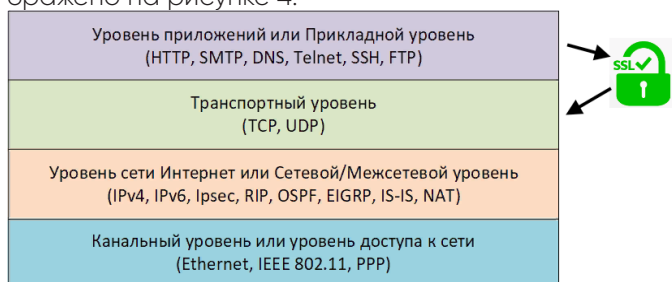 бражено на рисунке 4.
Уровень приложений или Прикладной уровень
(HTTP, SMTP, DNS, Telnet, SSH, FTP)
SSL
Транспортный уровень
(TCP, UDP)
Уровень сети Интернет или Сетевой/Межсетевой уровень
(IPv4, IPv6, Ipsec, RIP, OSPF, EIGRP, IS-IS, NAT)
Канальный уровень или уровень доступа к сети
(Ethernet, IEEE 802.11, PPP)